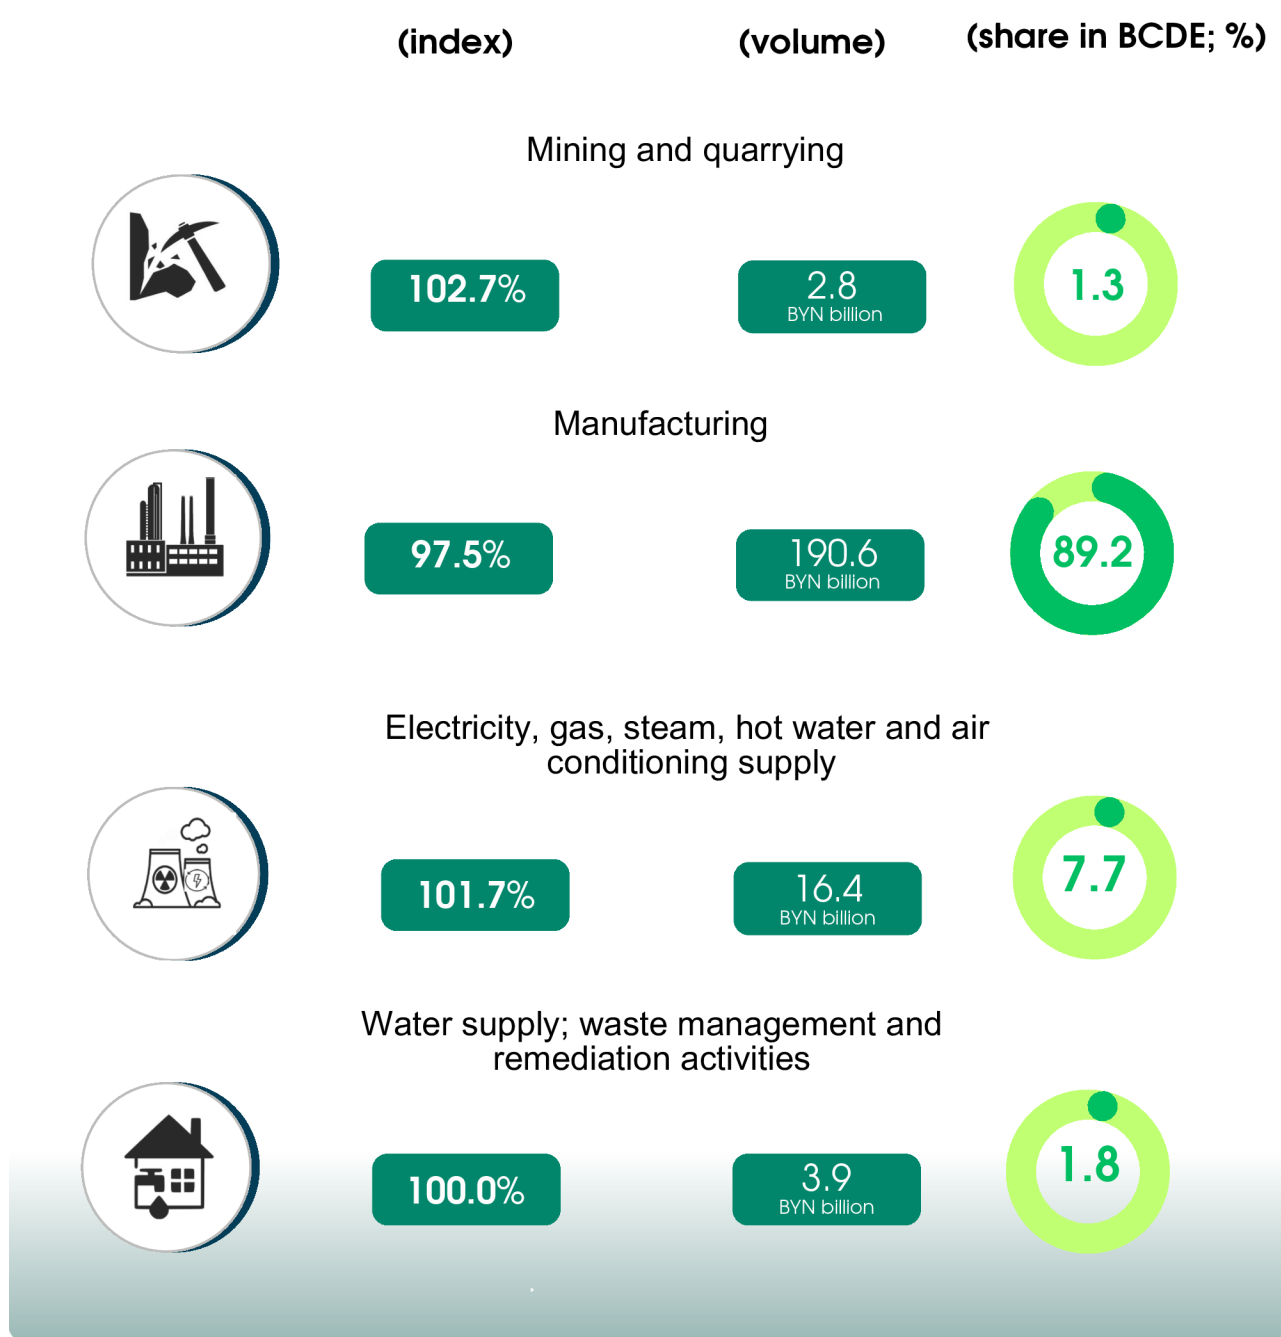 (index) (volume) (share in BCDE; %)
Mining and quarrying
102.7% 2.8 1.3
BYN billion
Manufacturing
97.5% 190.6 89.2
BYN billion
Electricity, gas, steam, hot water and air
conditioning supply
101.7% 16.4 7.7
BYN billion
Water supply; waste management and
remediation activities
100.0% 3.9 1.8
BYN billion